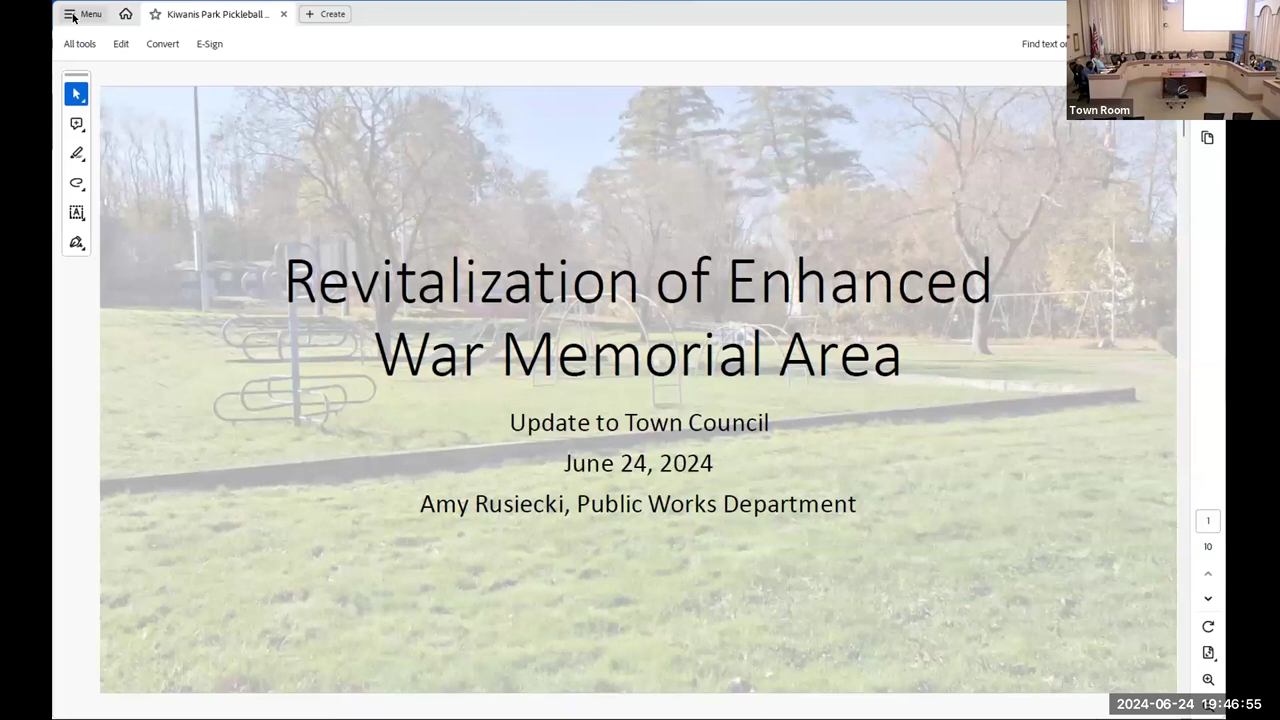 Menu
Kiwanis Park Pickleball ...
Create
All tools
Edit
Convert
E-Sign
Find text or
Town Room
Revitalization of Enhanced
War Memorial Area
Update to Town Council
June 24, 2024
Amy Rusiecki, Public Works Department
1
10
2024-06-24 19:46:55